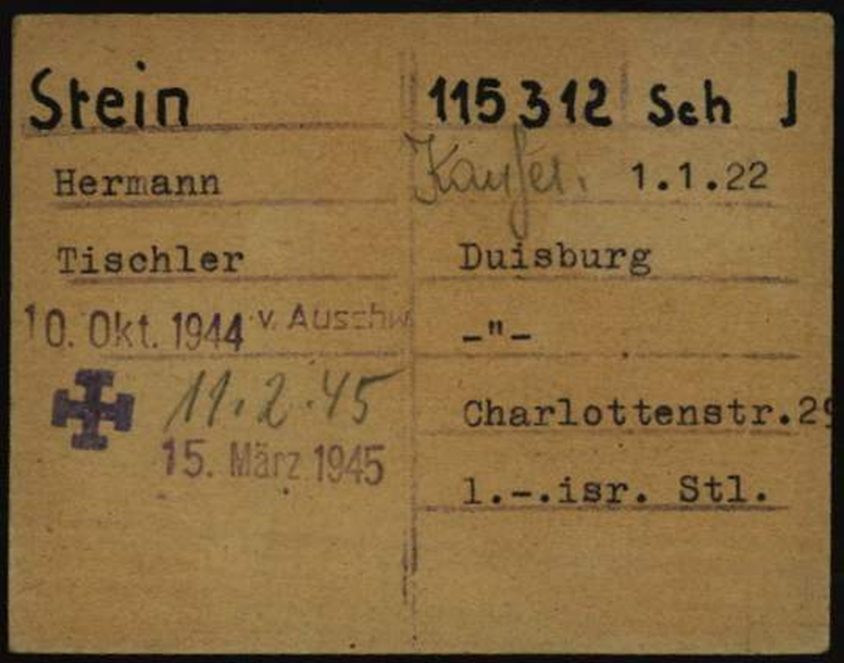 Stein 115312 Sch J
Hermann Kaufer. 1.1.22
Tischler Duisburg
10. Okt. 1944 v. Auschw
-"-
11.2.45 Charlottenstr.29
15. März 1945
l.-.isr. Stl.